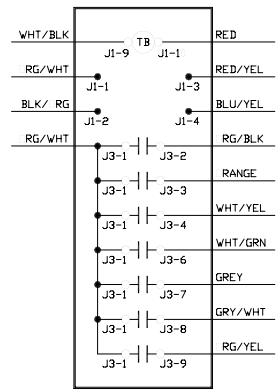 WHT/BLK TB RED
J1-9 J1-1
RG/WHT RED/YEL
J1-1 J1-3
BLK/ RG BLU/YEL
J1-2 J1-4
RG/WHT RG/BLK
J3-1 J3-2
RANGE
J3-1 J3-3
WHT/YEL
J3-1 J3-4
WHT/GRN
J3-1 J3-6
GREY
J3-1 J3-7
GRY/WHT
J3-1 J3-8
RG/YEL
J3-1 J3-9